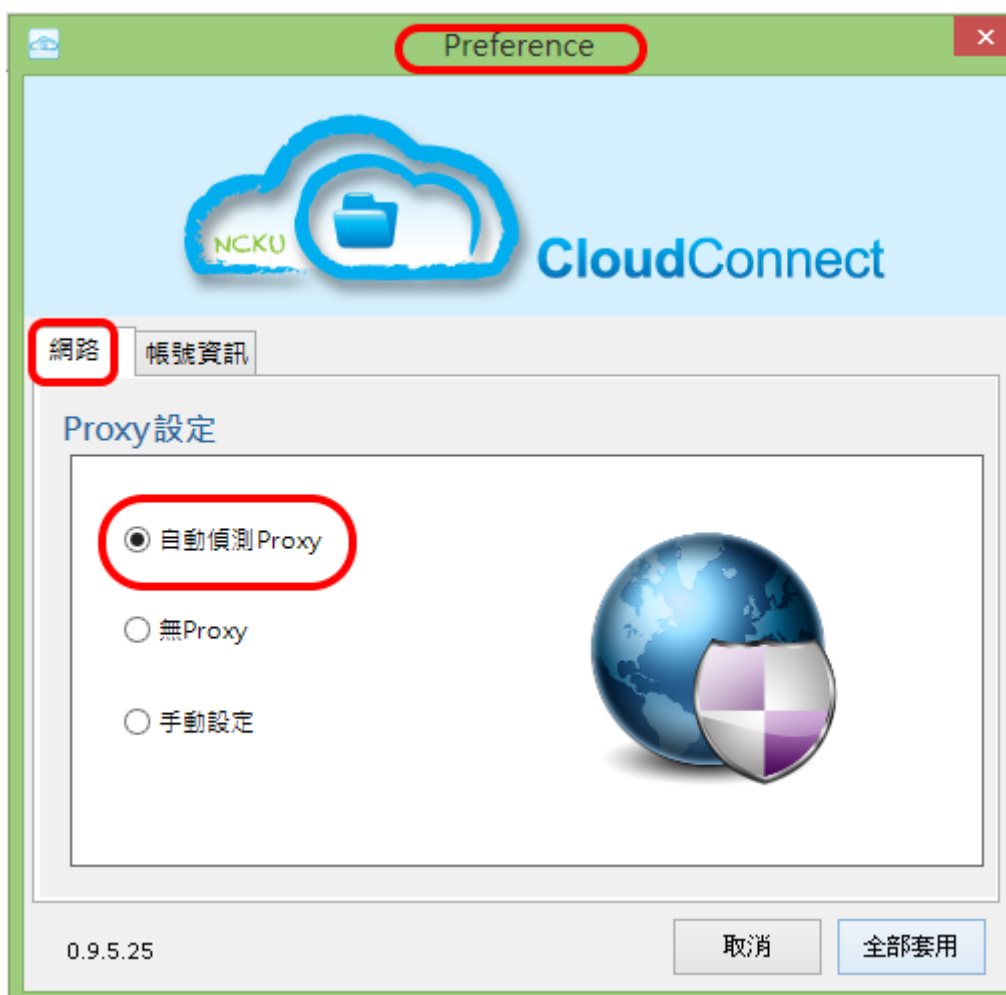 Preference
NCKU
CloudConnect
網路
帳號資訊
Proxy設定
自動偵測Proxy
無Proxy
手動設定
0.9.5.25
取消
全部套用